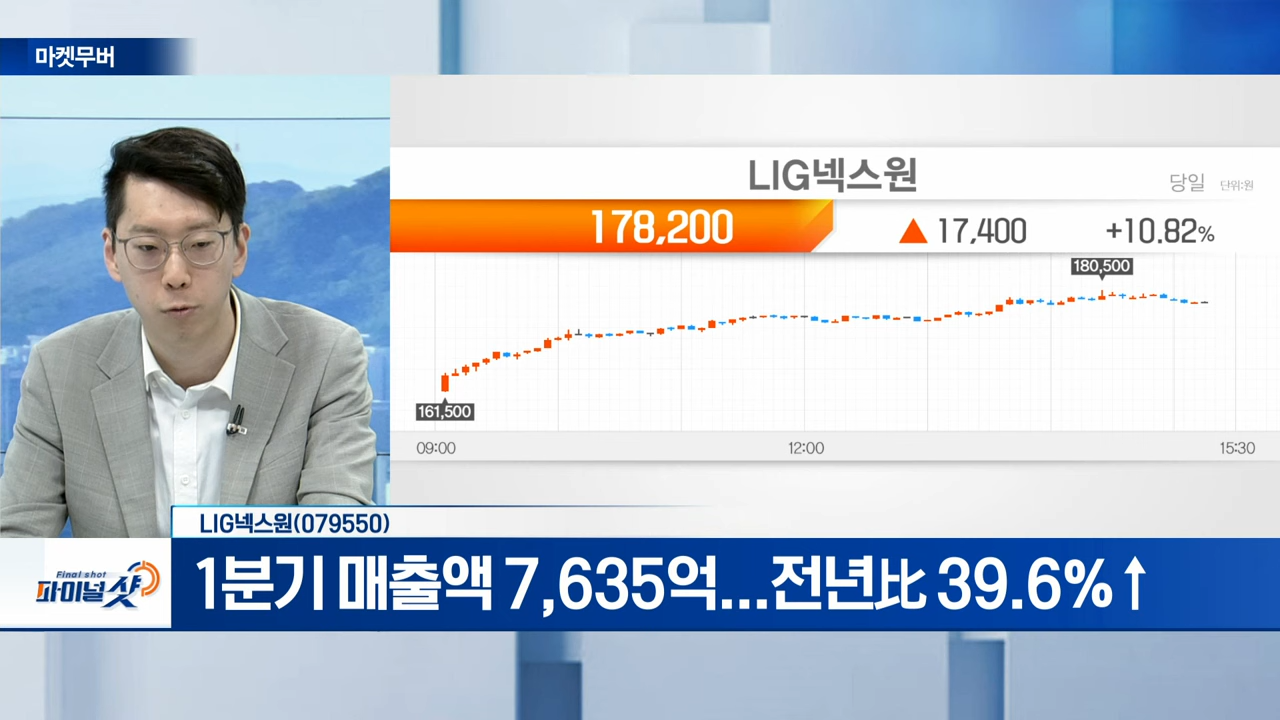 마켓무버
LIG넥스원
당일 단위:원
178,200 ▲ 17,400 +10.82%
180,500
161,500
09:00 12:00 15:30
LIG넥스원(079550)
Final shot
파이널샷
1분기 매출액 7,635억...전년比 39.6%↑